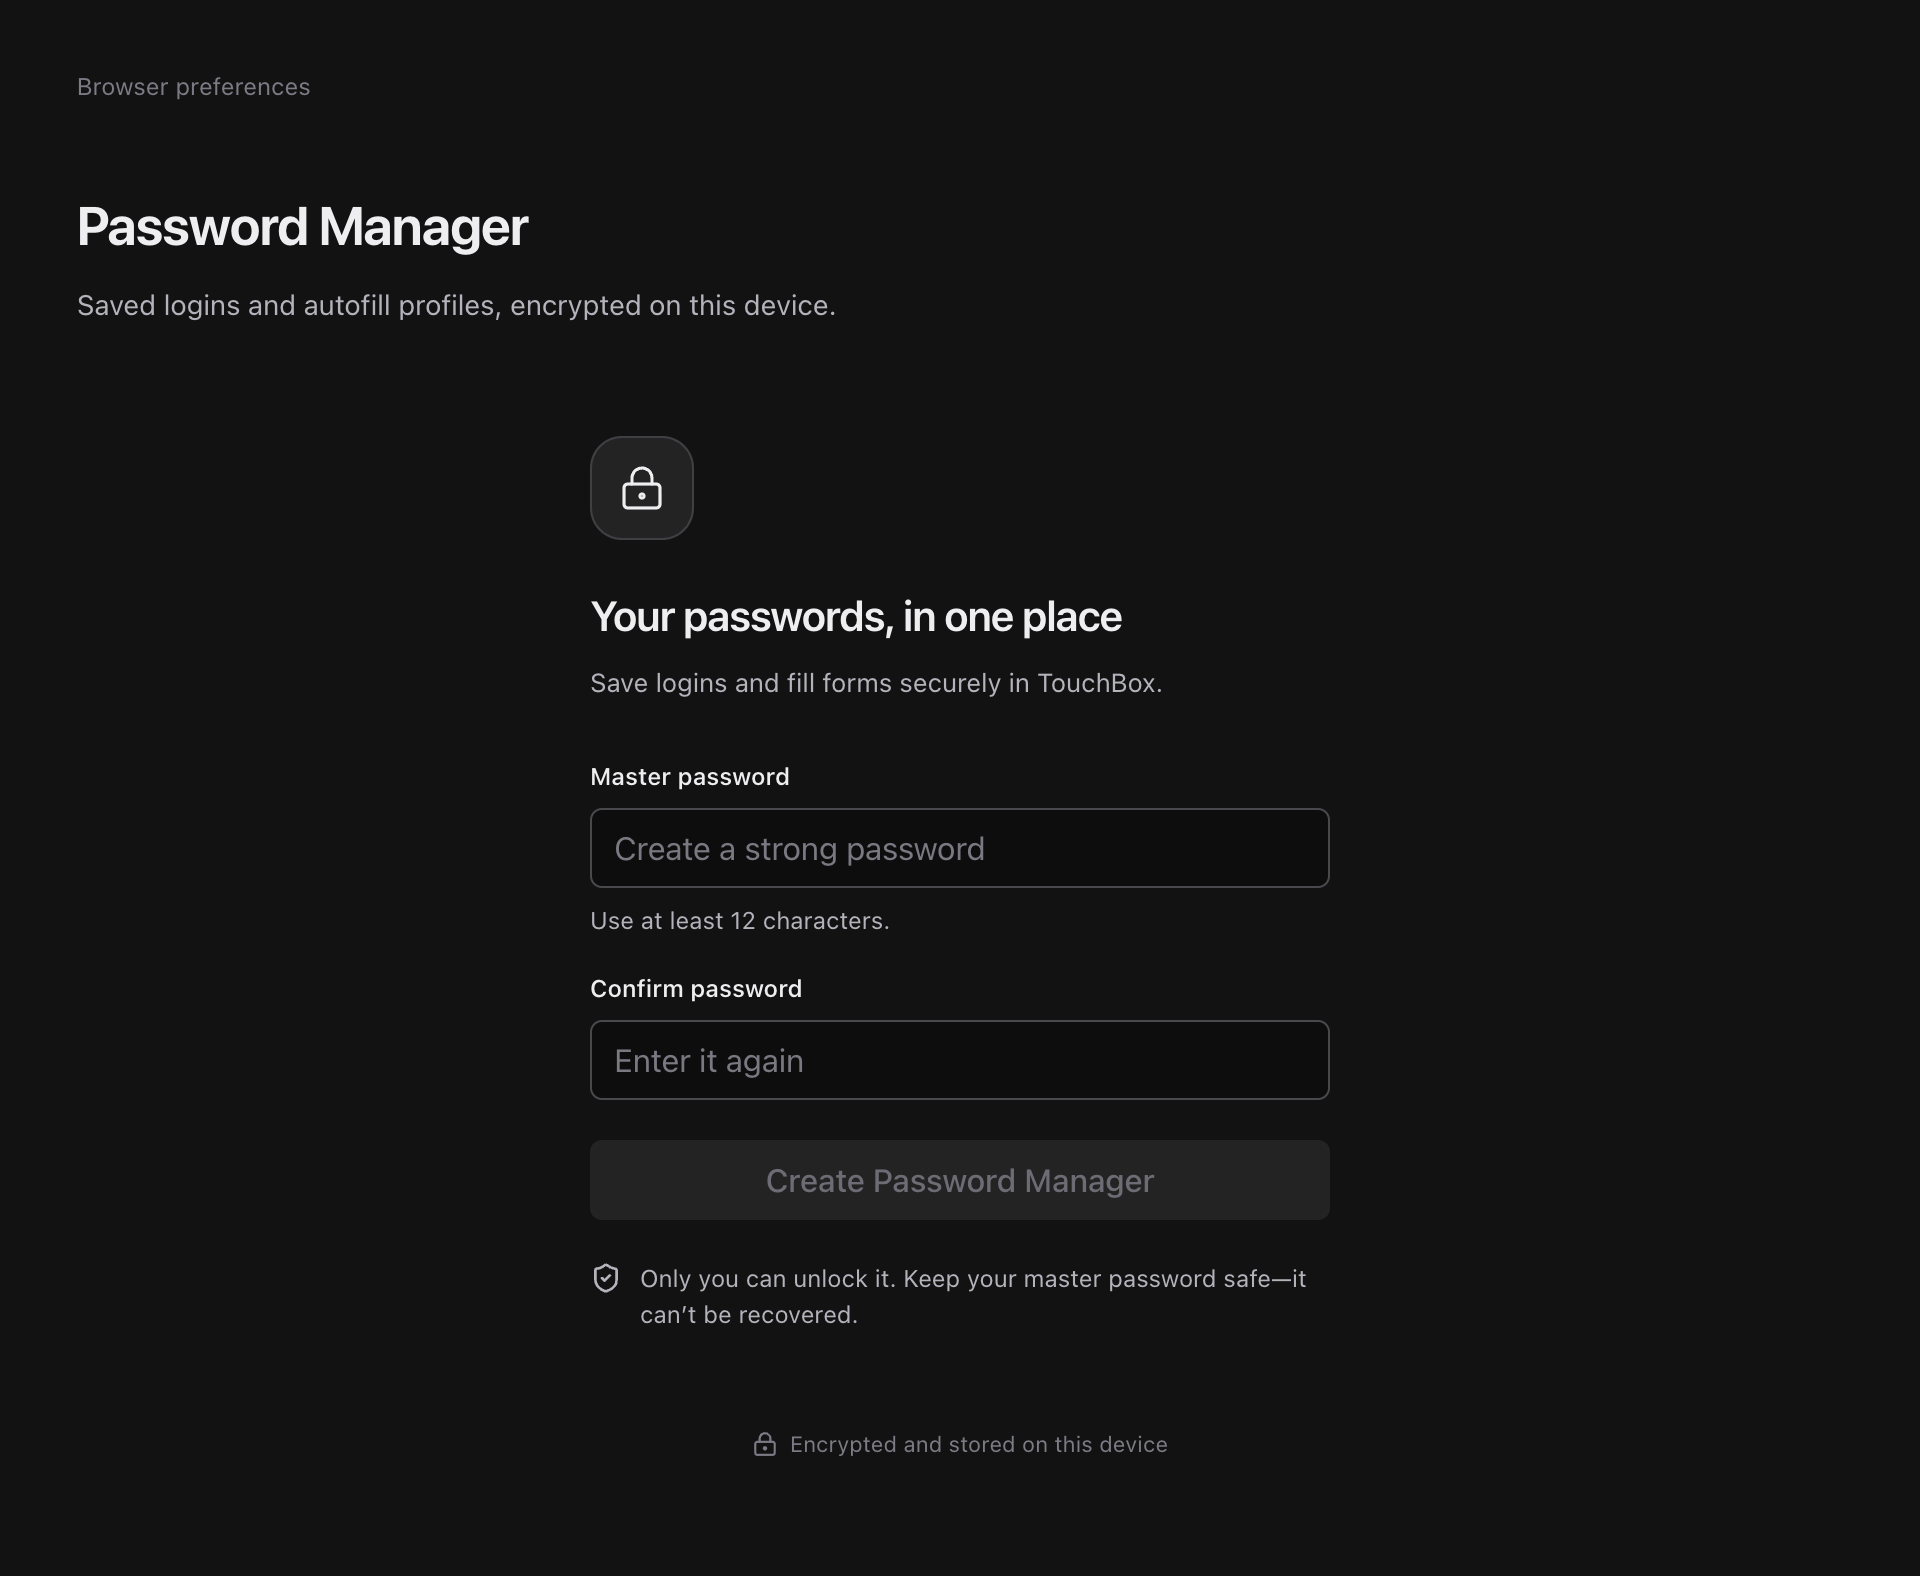 Browser preferences
Password Manager
Saved logins and autofill profiles, encrypted on this device.
Your passwords, in one place
Save logins and fill forms securely in TouchBox.
Master password
Create a strong password
Use at least 12 characters.
Confirm password
Enter it again
Create Password Manager
Only you can unlock it. Keep your master password safe—it
can’t be recovered.
Encrypted and stored on this device